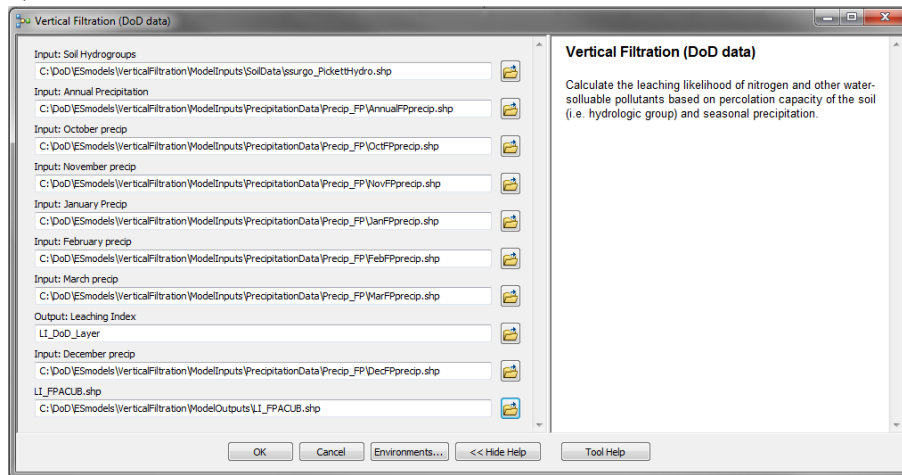 Vertical Filtration (DoD data)
Input: Soil Hydrogroups
C:\DoD\ESmodels\VerticalFiltration\ModelInputs\SoilData\ssurgo_PickettHydro.shp
Input: Annual Precipitation
C:\DoD\ESmodels\VerticalFiltration\ModelInputs\PrecipitationData\Precip_FP\AnnualFPprecip.shp
Input: October precip
C:\DoD\ESmodels\VerticalFiltration\ModelInputs\PrecipitationData\Precip_FP\OctFPprecip.shp
Input: November precip
C:\DoD\ESmodels\VerticalFiltration\ModelInputs\PrecipitationData\Precip_FP\NovFPprecip.shp
Input: January Precip
C:\DoD\ESmodels\VerticalFiltration\ModelInputs\PrecipitationData\Precip_FP\JanFPprecip.shp
Input: February precip
C:\DoD\ESmodels\VerticalFiltration\ModelInputs\PrecipitationData\Precip_FP\FebFPprecip.shp
Input: March precip
C:\DoD\ESmodels\VerticalFiltration\ModelInputs\PrecipitationData\Precip_FP\MarFPprecip.shp
Output: Leaching Index
LI_DoD_Layer
Input: December precip
C:\DoD\ESmodels\VerticalFiltration\ModelInputs\PrecipitationData\Precip_FP\DecFPprecip.shp
LI_FPACUB.shp
C:\DoD\ESmodels\VerticalFiltration\ModelOutputs\LI_FPACUB.shp
Vertical Filtration (DoD data)
Calculate the leaching likelihood of nitrogen and other water-
solluable pollutants based on percolation capacity of the soil
(i.e. hydrologic group) and seasonal precipitation.
OK Cancel Environments... << Hide Help Tool Help